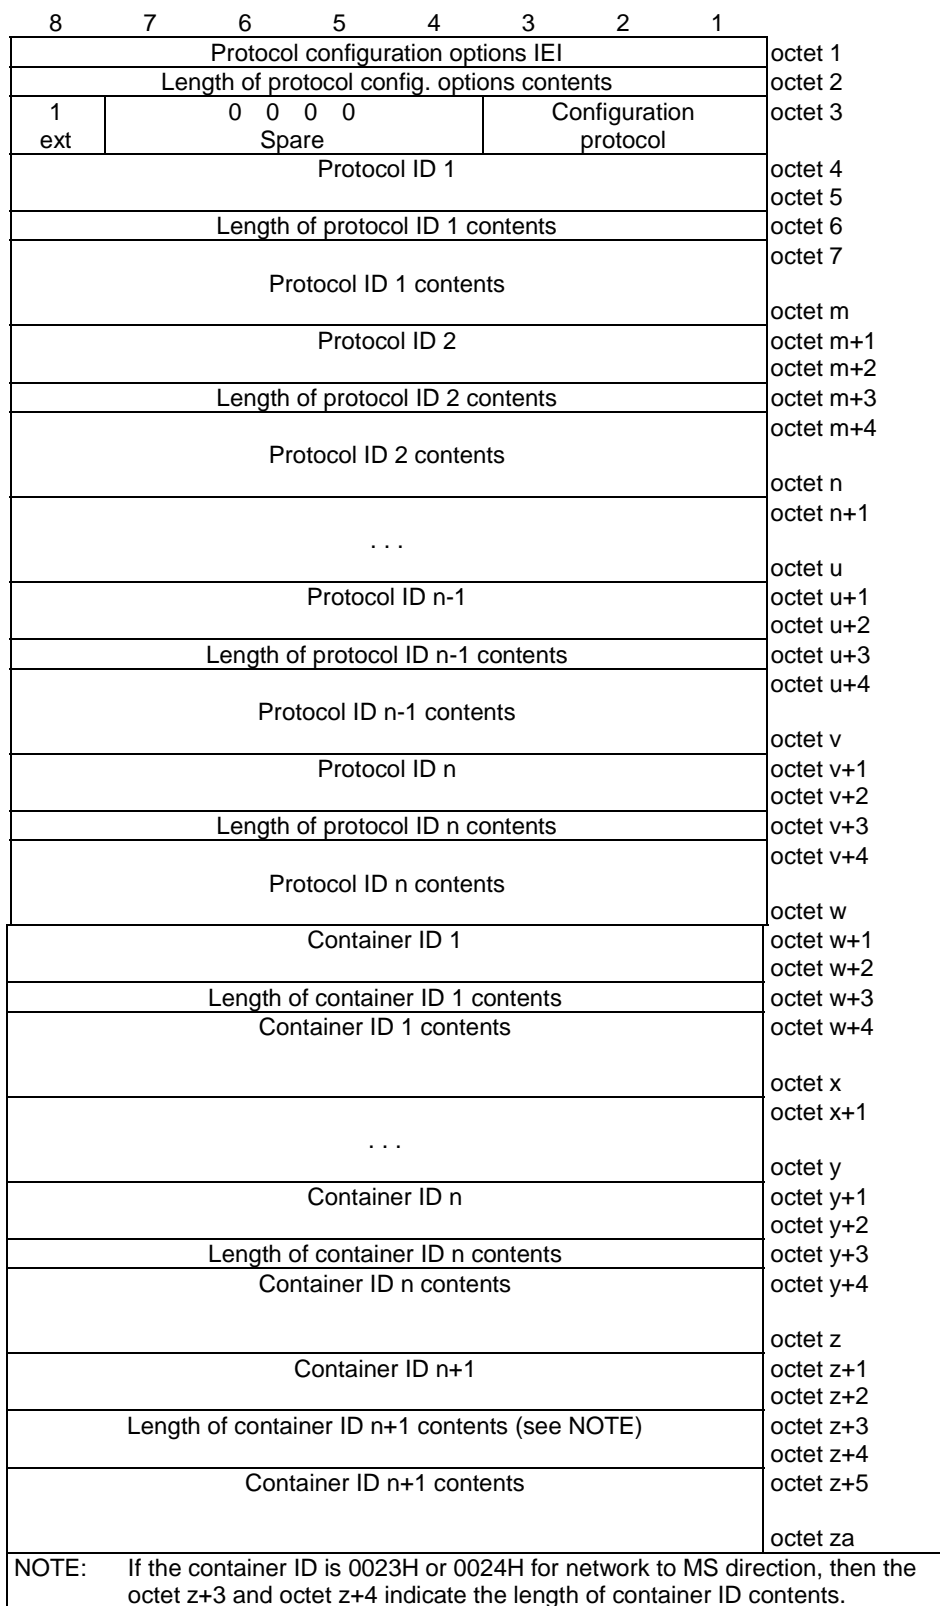 8 7 6 5 4 3 2 1
Protocol configuration options IEI octet 1
Length of protocol config. options contents octet 2
1 0 0 0 0 Configuration octet 3
ext Spare protocol
Protocol ID 1 octet 4
octet 5
Length of protocol ID 1 contents octet 6
octet 7
Protocol ID 1 contents
octet m
Protocol ID 2 octet m+1
octet m+2
Length of protocol ID 2 contents octet m+3
octet m+4
Protocol ID 2 contents
octet n
octet n+1
. . .
octet u
Protocol ID n-1 octet u+1
octet u+2
Length of protocol ID n-1 contents octet u+3
octet u+4
Protocol ID n-1 contents
octet v
Protocol ID n octet v+1
octet v+2
Length of protocol ID n contents octet v+3
octet v+4
Protocol ID n contents
octet w
Container ID 1 octet w+1
octet w+2
Length of container ID 1 contents octet w+3
Container ID 1 contents octet w+4
octet x
octet x+1
. . .
octet y
Container ID n octet y+1
octet y+2
Length of container ID n contents octet y+3
Container ID n contents octet y+4
octet z
Container ID n+1 octet z+1
octet z+2
Length of container ID n+1 contents (see NOTE) octet z+3
octet z+4
Container ID n+1 contents octet z+5
octet za
NOTE: If the container ID is 0023H or 0024H for network to MS direction, then the
octet z+3 and octet z+4 indicate the length of container ID contents.